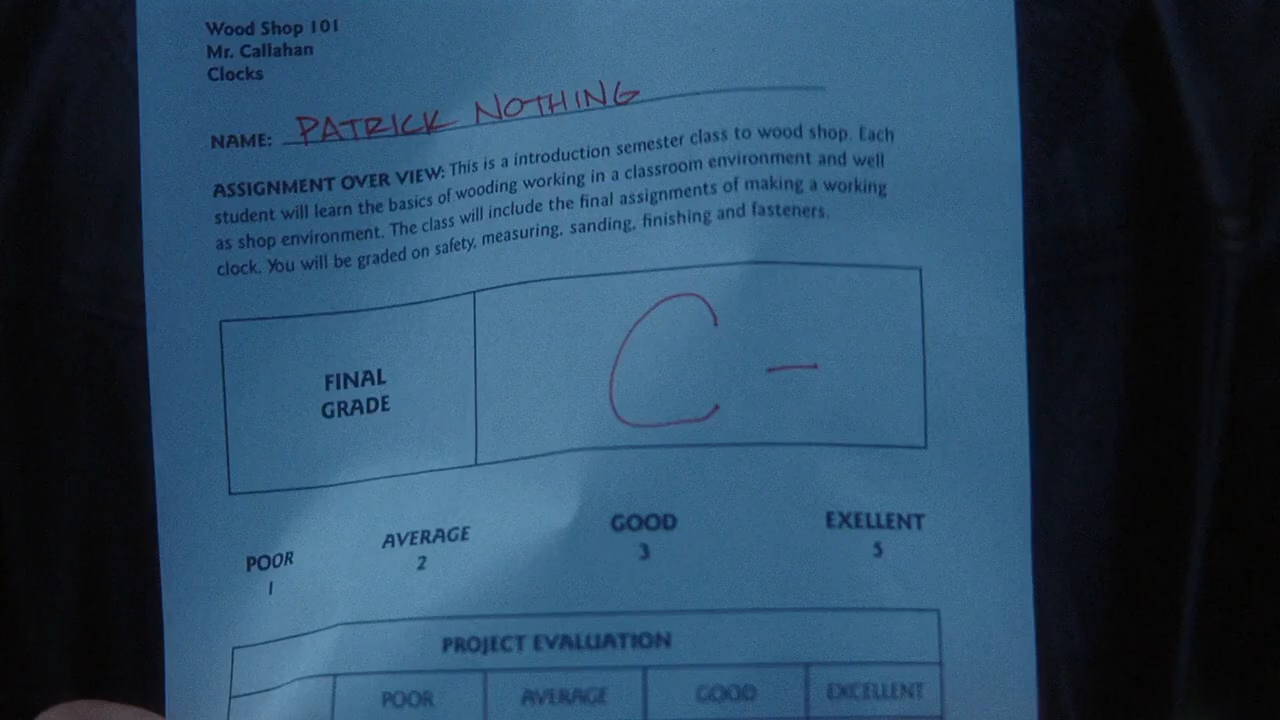 Wood Shop 101
Mr. Callahan
Clocks
NAME: PATRICK NOTHING
ASSIGNMENT OVER VIEW: This is a introduction semester class to wood shop. Each
student will learn the basics of wooding working in a classroom environment and well
as shop environment. The class will include the final assignments of making a working
clock. You will be graded on safety, measuring, sanding, finishing and fasteners.
FINAL
GRADE
C -
POOR AVERAGE GOOD EXELLENT
1 2 3 5
PROJECT EVALUATION
POOR AVERAGE GOOD EXCELLENT